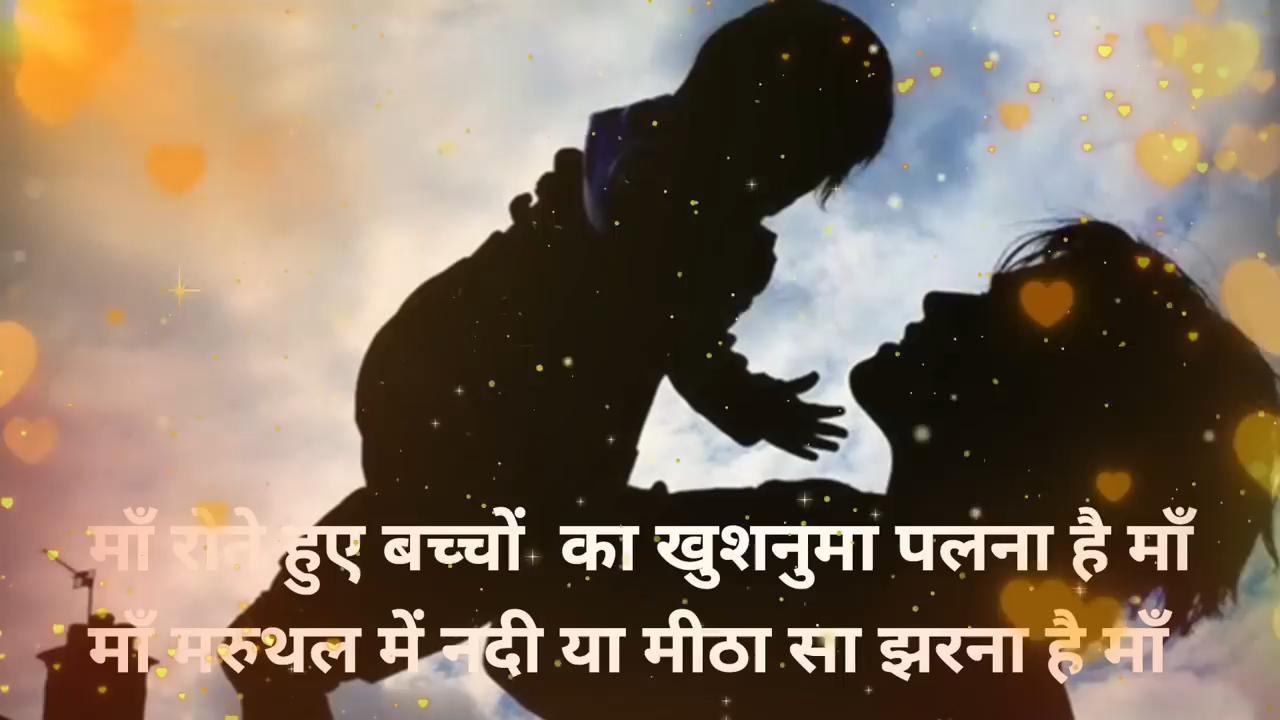 माँ रोते हुए बच्चों का खुशनुमा पलना है माँ
माँ मरुथल में नदी या मीठा सा झरना है माँ